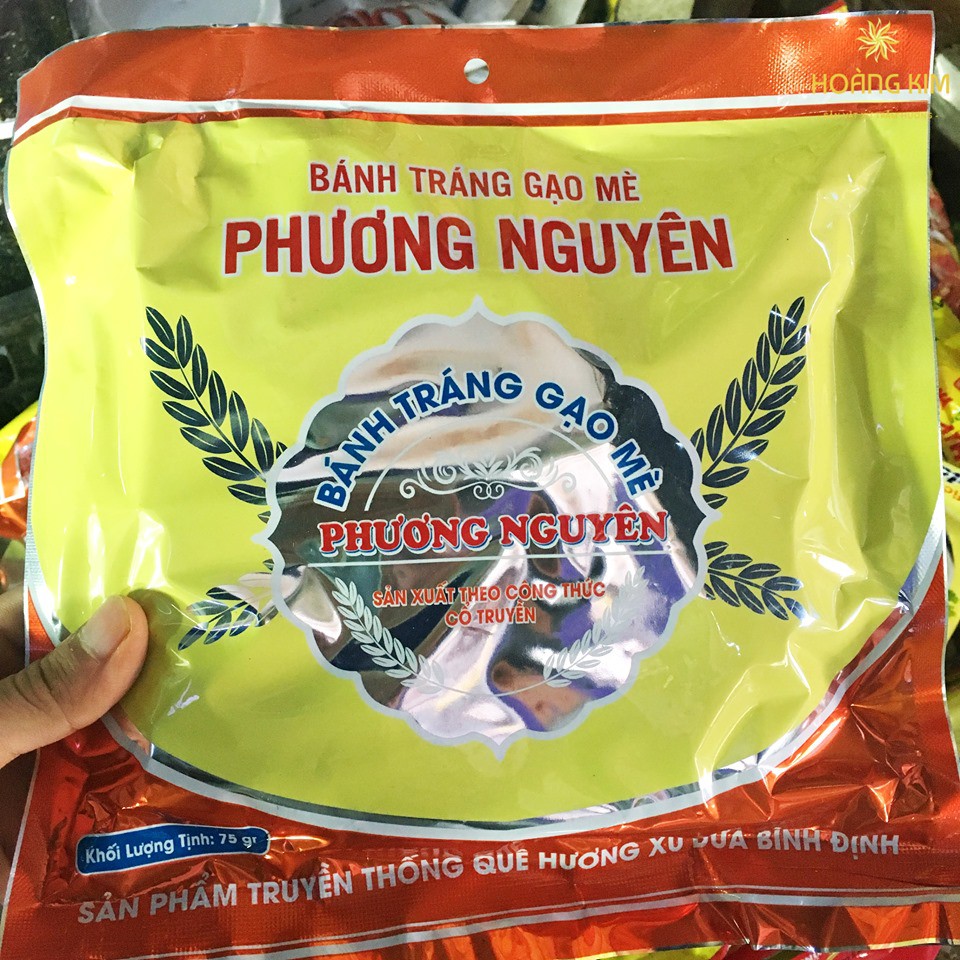 HOÀNG KIM
BÁNH TRÁNG GẠO MÈ
PHƯƠNG NGUYÊN
BÁNH TRÁNG GẠO MÈ
PHƯƠNG NGUYÊN
SẢN XUẤT THEO CÔNG THỨC
CỔ TRUYỀN
Khối Lượng Tịnh: 75 gr
SẢN PHẨM TRUYỀN THỐNG QUÊ HƯƠNG XỨ DỪA BÌNH ĐỊNH